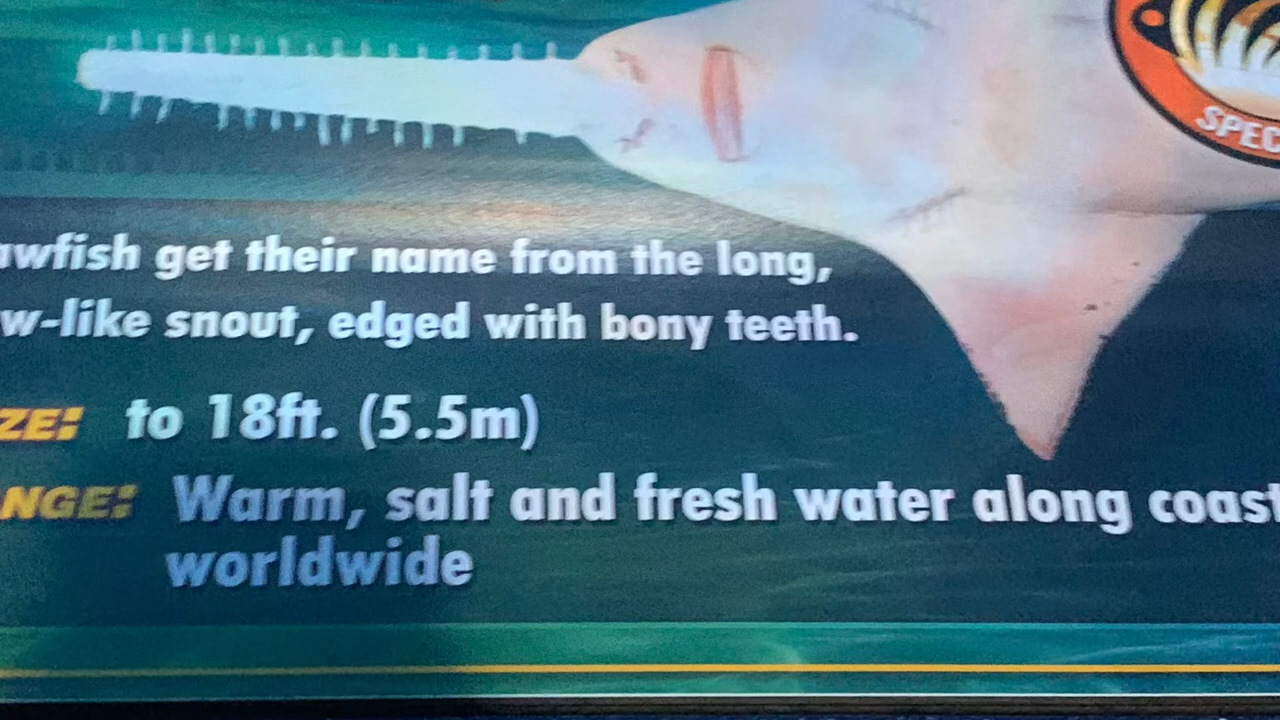 SPEC
awfish get their name from the long,
w-like snout, edged with bony teeth.
ZE: to 18ft. (5.5m)
NGE: Warm, salt and fresh water along coast
worldwide